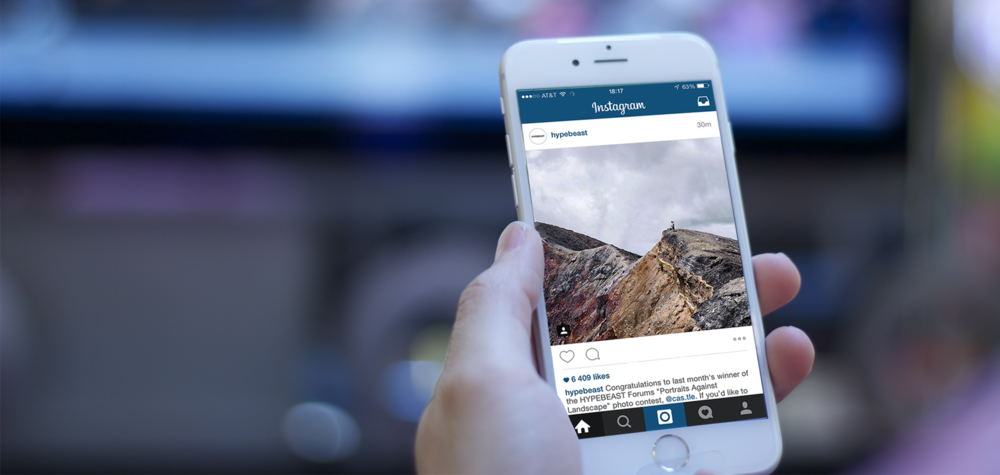 AT&T
18:17
63%
Instagram
hypebeast
30m
6 409 likes
hypebeast Congratulations to last month's winner of
the HYPEBEAST Forums "Portraits Against
Landscape" photo contest, @cas.tle. If you'd like to